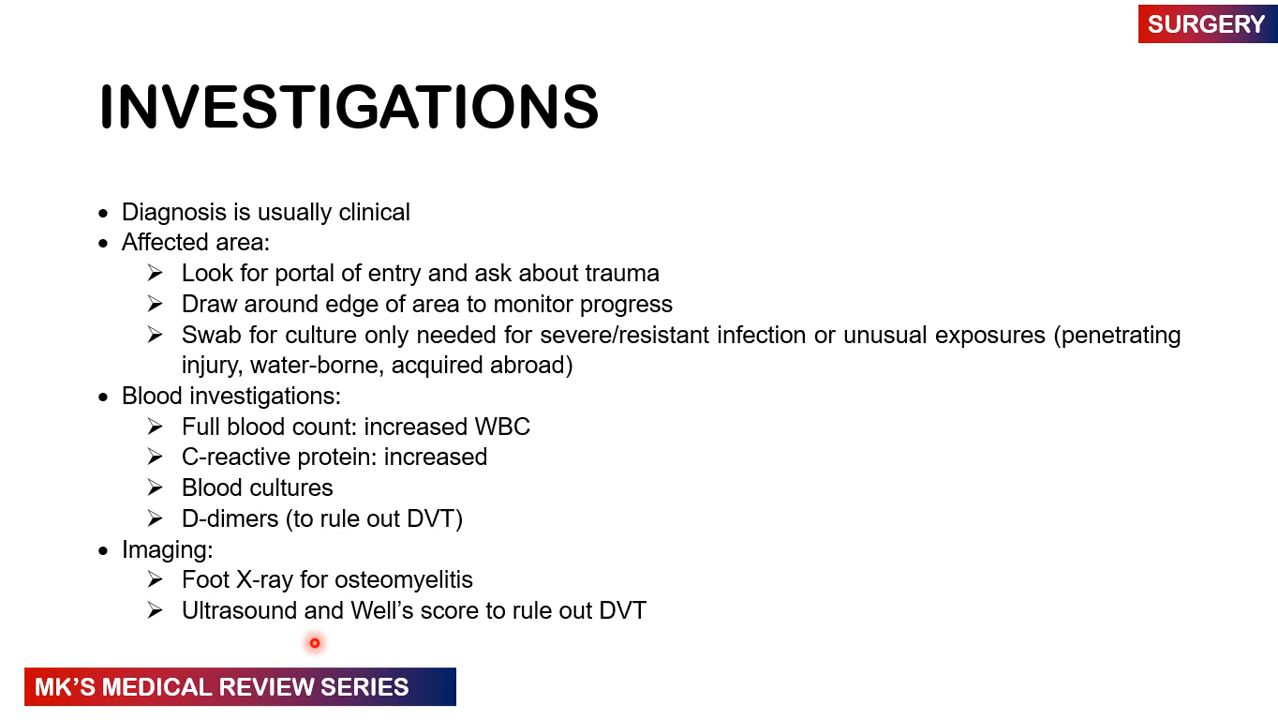 SURGERY
INVESTIGATIONS
• Diagnosis is usually clinical
• Affected area:
➢ Look for portal of entry and ask about trauma
➢ Draw around edge of area to monitor progress
➢ Swab for culture only needed for severe/resistant infection or unusual exposures (penetrating
injury, water-borne, acquired abroad)
• Blood investigations:
➢ Full blood count: increased WBC
➢ C-reactive protein: increased
➢ Blood cultures
➢ D-dimers (to rule out DVT)
• Imaging:
➢ Foot X-ray for osteomyelitis
➢ Ultrasound and Well’s score to rule out DVT
MK’S MEDICAL REVIEW SERIES